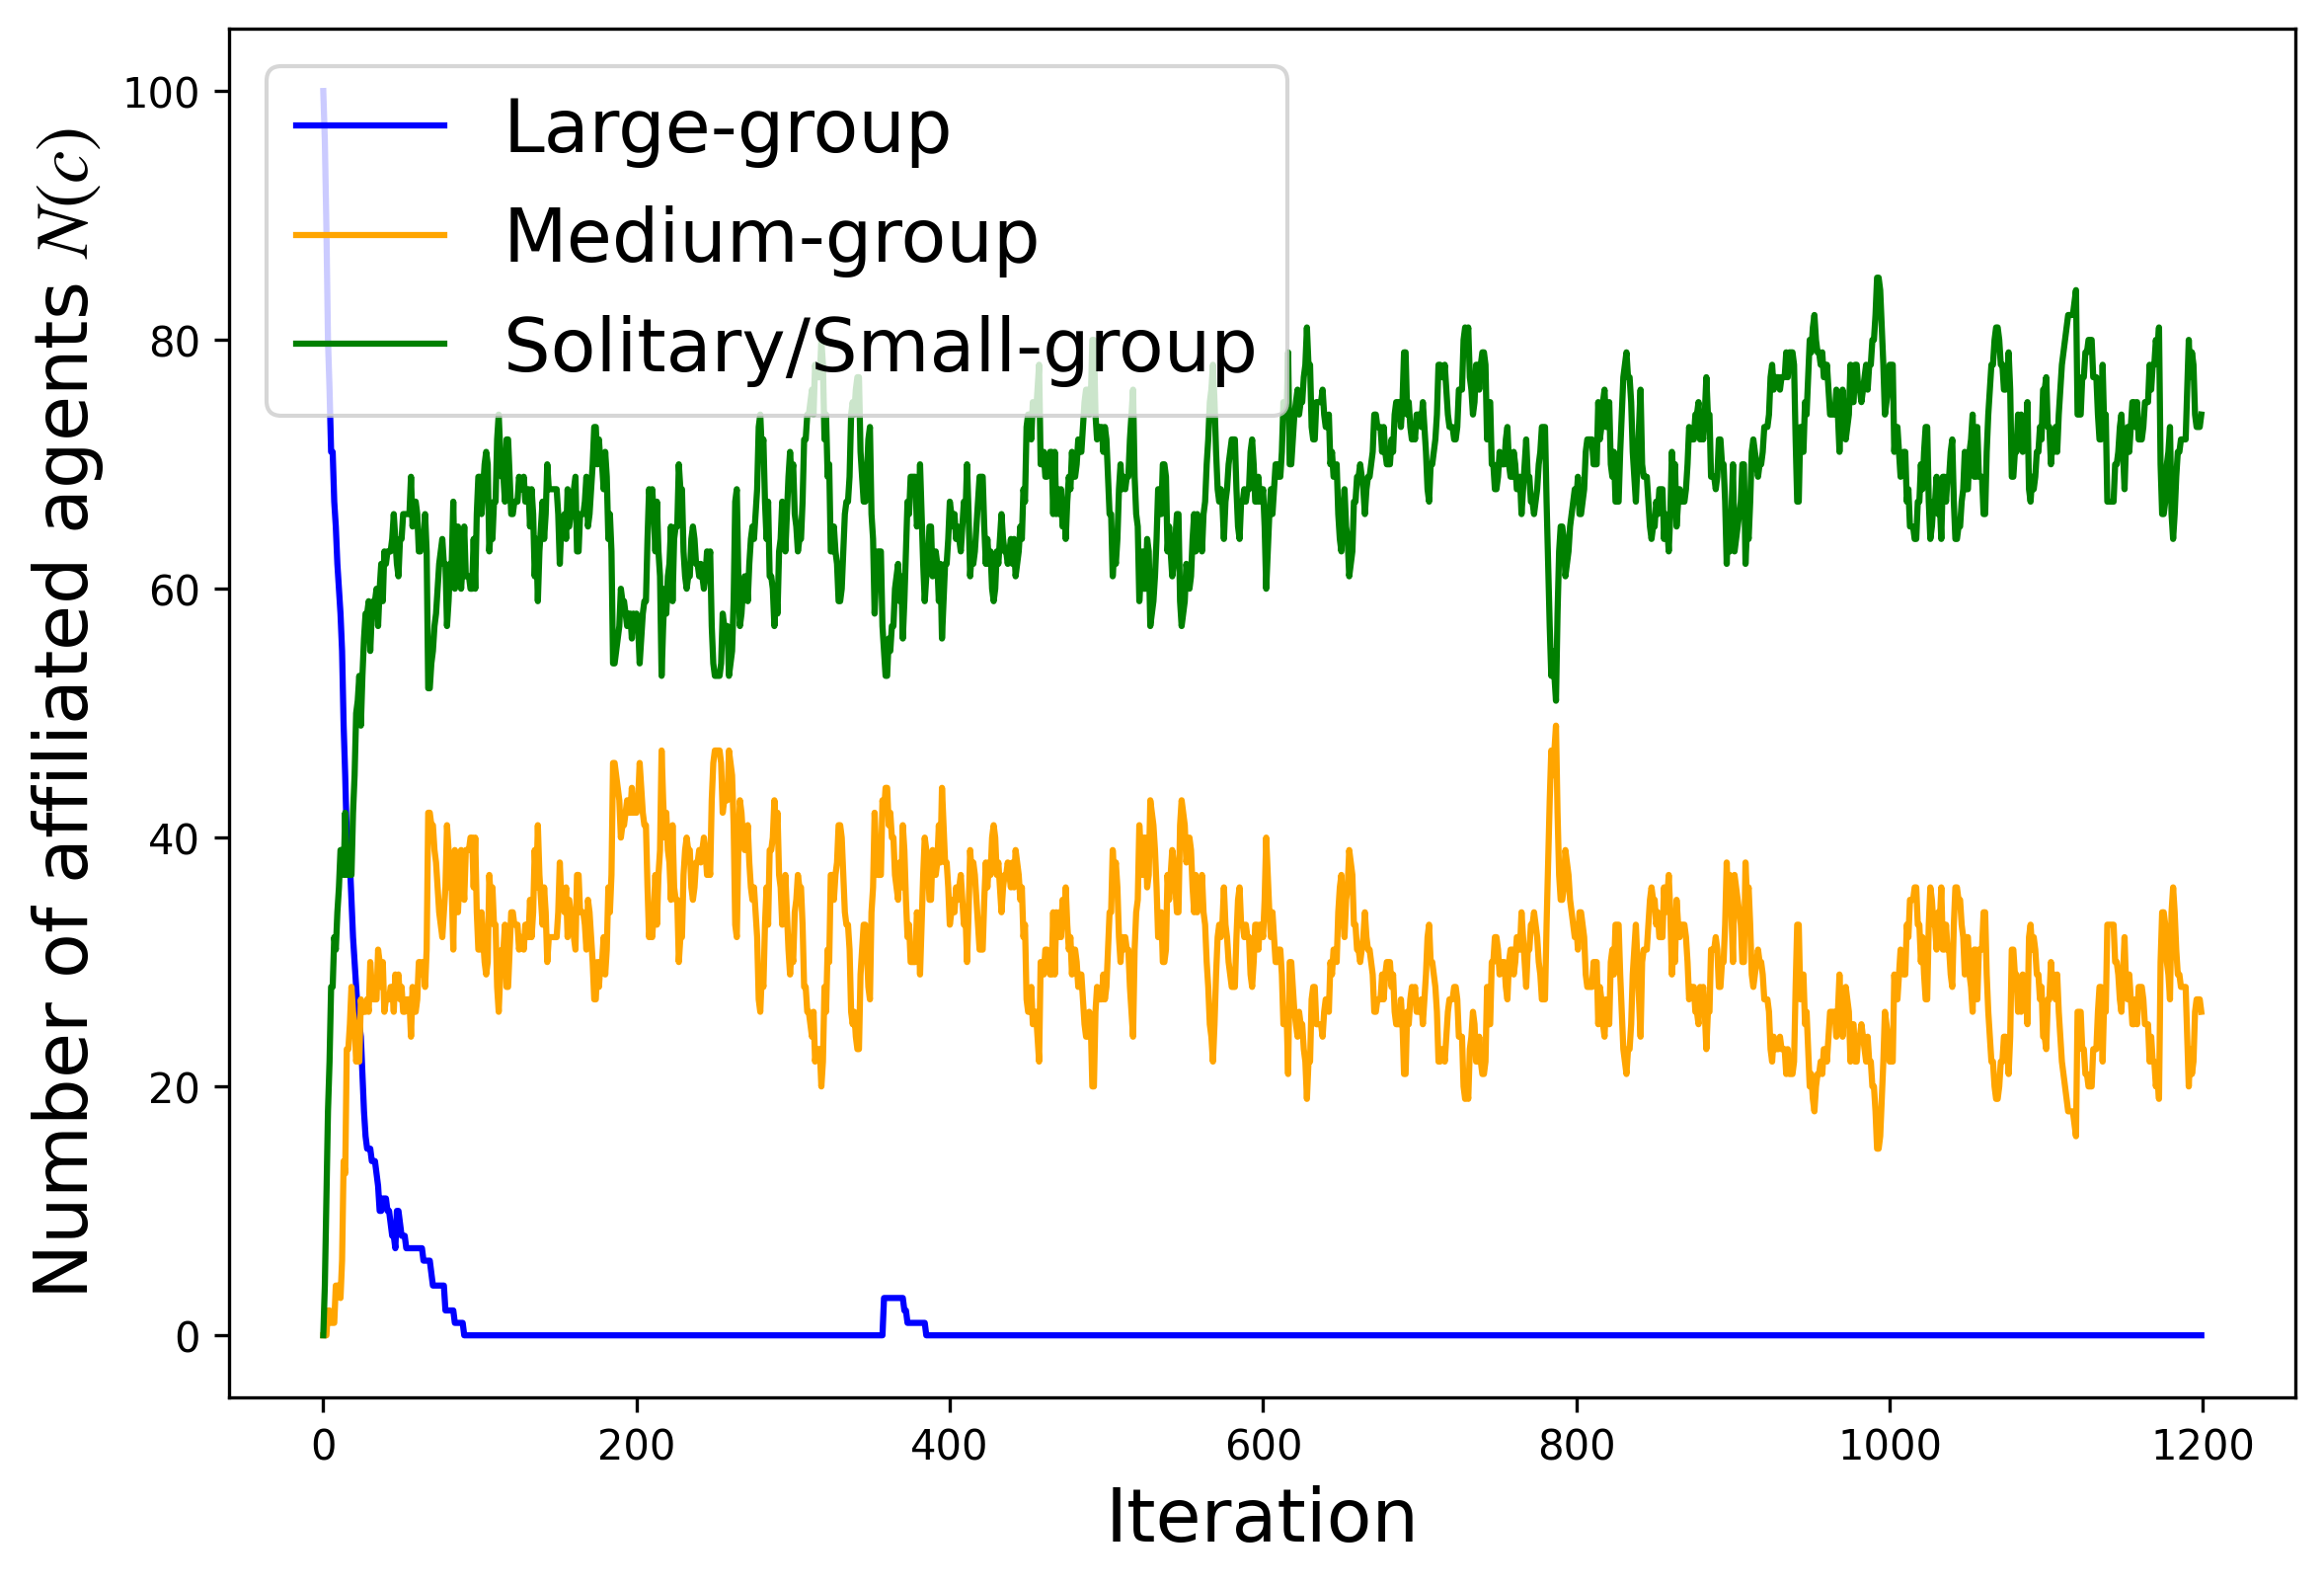 Number of affiliated agents N(c)
100
80
60
40
20
0
Large-group
Medium-group
Solitary/Small-group
0 200 400 600 800 1000 1200
Iteration